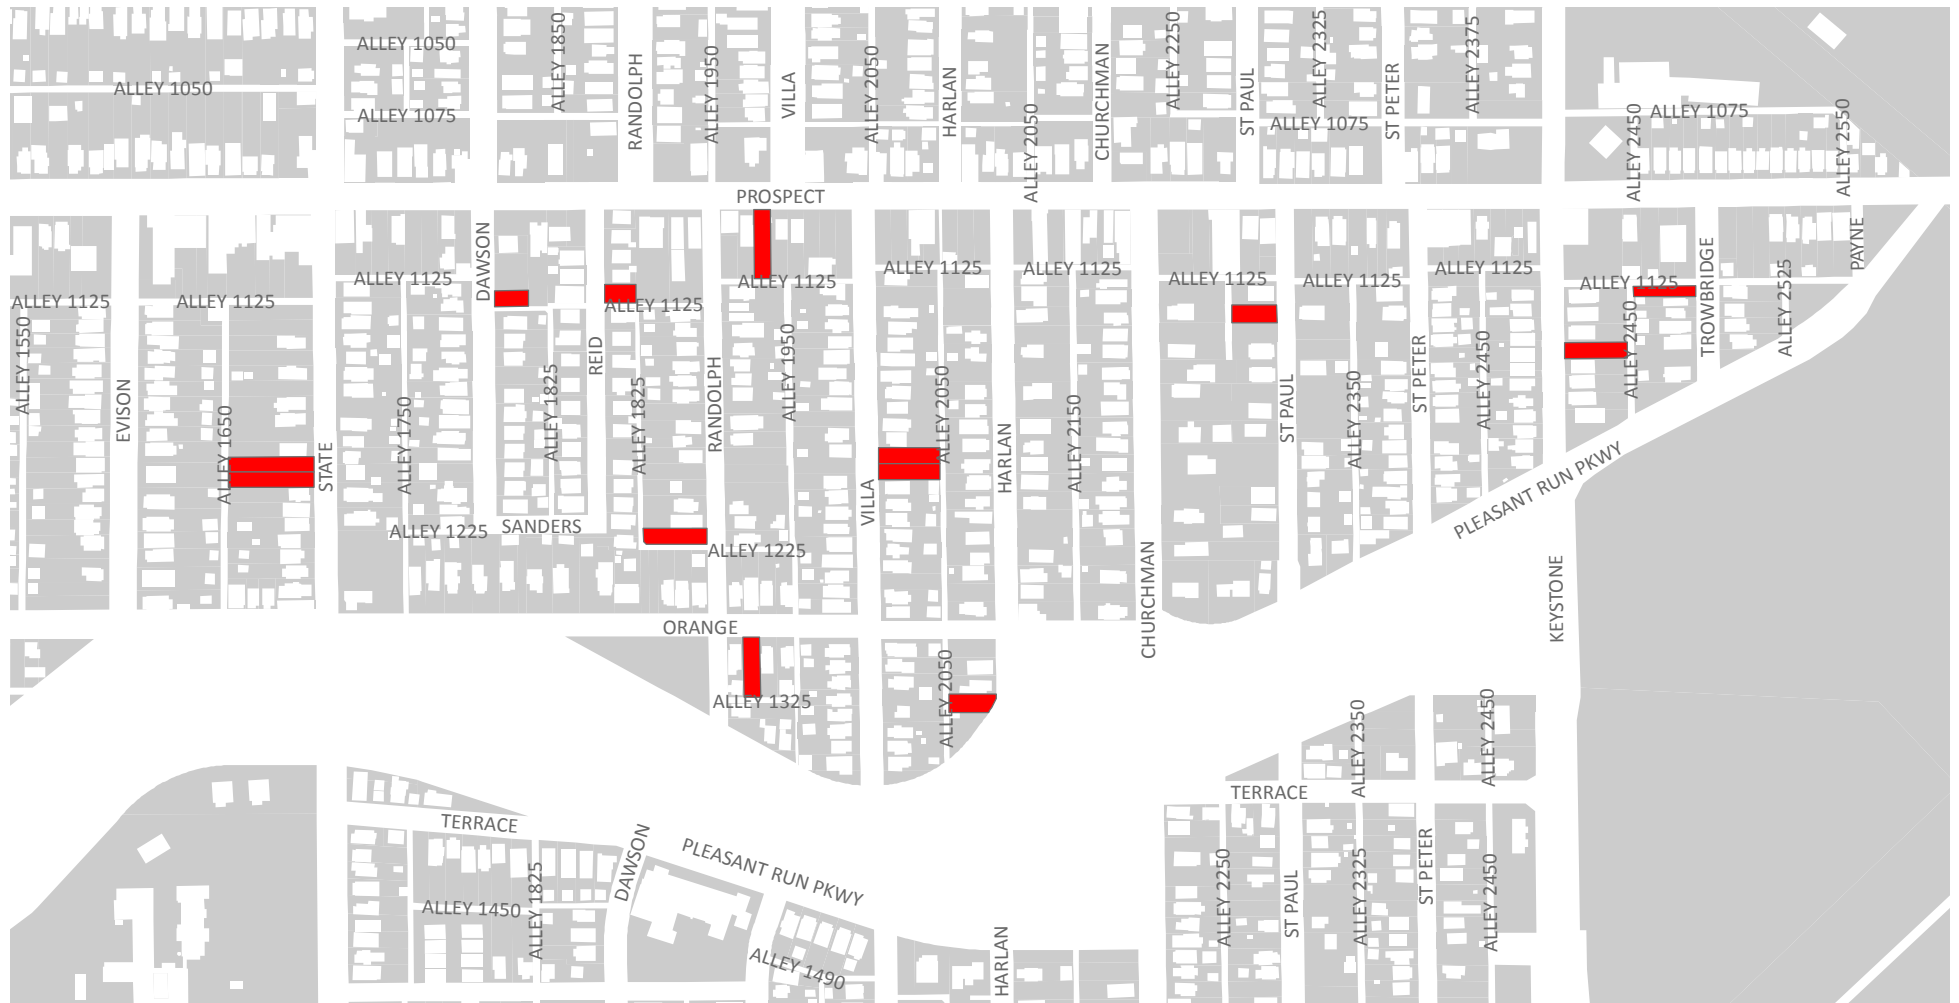 ALLEY 1050
ALLEY 1050
ALLEY 1075
ALLEY 1850
RANDOLPH
ALLEY 1950
VILLA
ALLEY 2050
HARLAN
ALLEY 2050
CHURCHMAN
ALLEY 2250
ST PAUL
ALLEY 2325
ALLEY 1075
ST PETER
ALLEY 2375
ALLEY 2450
ALLEY 1075
ALLEY 2550
PROSPECT
ALLEY 1125
ALLEY 1550
EVISON
ALLEY 1125
ALLEY 1650
STATE
ALLEY 1125
ALLEY 1750
DAWSON
ALLEY 1825
REID
ALLEY 1125
ALLEY 1825
RANDOLPH
ALLEY 1125
ALLEY 1950
VILLA
ALLEY 1125
ALLEY 2050
HARLAN
ALLEY 1125
ALLEY 2150
CHURCHMAN
ALLEY 1125
ST PAUL
ALLEY 1125
ALLEY 2350
ST PETER
ALLEY 1125
ALLEY 2450
ALLEY 1125
ALLEY 2450
TROWBRIDGE
ALLEY 2525
PAYNE
PLEASANT RUN PKWY
KEYSTONE
ALLEY 1225
SANDERS
ALLEY 1225
ORANGE
ALLEY 1325
ALLEY 2050
ALLEY 2350
ALLEY 2450
TERRACE
TERRACE
DAWSON
PLEASANT RUN PKWY
ALLEY 1450
ALLEY 1825
ALLEY 1490
HARLAN
ALLEY 2250
ST PAUL
ALLEY 2325
ST PETER
ALLEY 2450